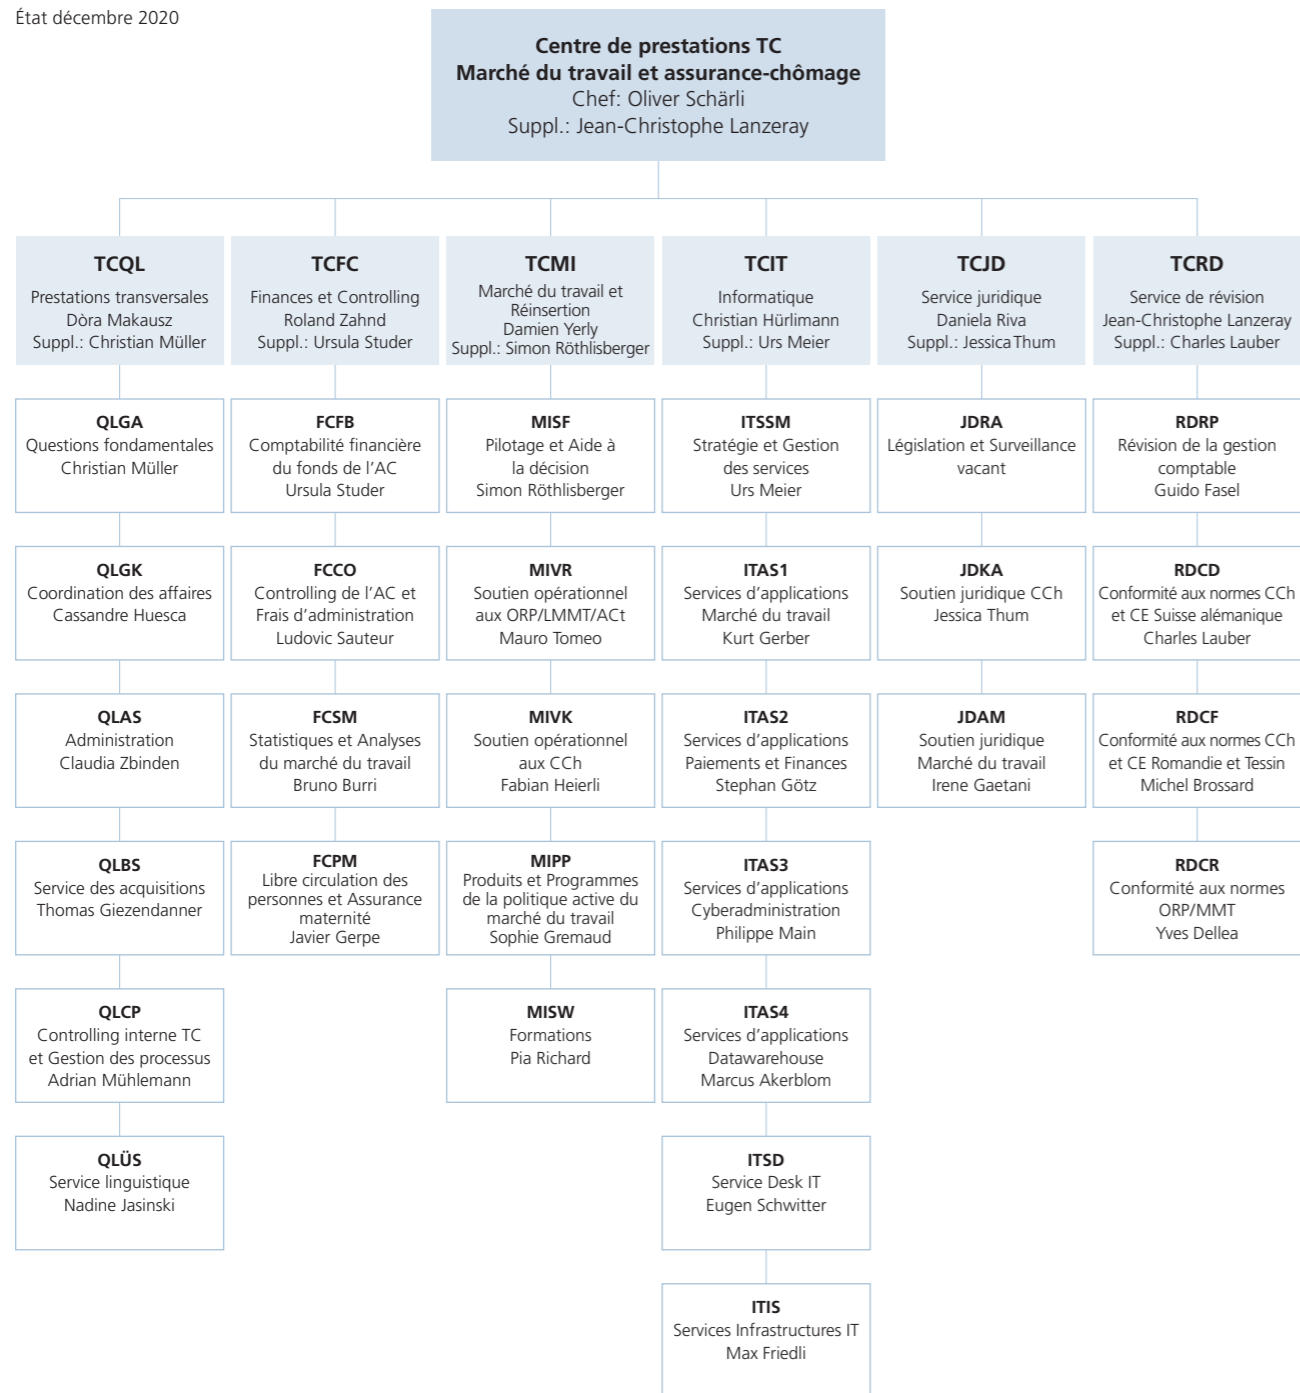 État décembre 2020
Centre de prestations TC
Marché du travail et assurance-chômage
Chef: Oliver Schärli
Suppl.: Jean-Christophe Lanzeray
TCQL
Prestations transversales
Dòra Makausz
Suppl.: Christian Müller
QLGA
Questions fondamentales
Christian Müller
QLGK
Coordination des affaires
Cassandre Huesca
QLAS
Administration
Claudia Zbinden
QLBS
Service des acquisitions
Thomas Giezendanner
QLCP
Controlling interne TC
et Gestion des processus
Adrian Mühlemann
QLÜS
Service linguistique
Nadine Jasinski
TCFC
Finances et Controlling
Roland Zahnd
Suppl.: Ursula Studer
FCFB
Comptabilité financière
du fonds de l’AC
Ursula Studer
FCCO
Controlling de l’AC et
Frais d’administration
Ludovic Sauteur
FCSM
Statistiques et Analyses
du marché du travail
Bruno Burri
FCPM
Libre circulation des
personnes et Assurance
maternité
Javier Gerpe
TCMI
Marché du travail et
Réinsertion
Damien Yerly
Suppl.: Simon Röthlisberger
MISF
Pilotage et Aide à
la décision
Simon Röthlisberger
MIVR
Soutien opérationnel
aux ORP/LMMT/ACt
Mauro Tomeo
MIVK
Soutien opérationnel
aux CCh
Fabian Heierli
MIPP
Produits et Programmes
de la politique active du
marché du travail
Sophie Gremaud
MISW
Formations
Pia Richard
TCIT
Informatique
Christian Hürlimann
Suppl.: Urs Meier
ITSSM
Stratégie et Gestion
des services
Urs Meier
ITAS1
Services d’applications
Marché du travail
Kurt Gerber
ITAS2
Services d’applications
Paiements et Finances
Stephan Götz
ITAS3
Services d’applications
Cyberadministration
Philippe Main
ITAS4
Services d’applications
Datawarehouse
Marcus Akerblom
ITSD
Service Desk IT
Eugen Schwitter
ITIS
Services Infrastructures IT
Max Friedli
TCJD
Service juridique
Daniela Riva
Suppl.: Jessica Thum
JDRA
Législation et Surveillance
vacant
JDKA
Soutien juridique CCh
Jessica Thum
JDAM
Soutien juridique
Marché du travail
Irene Gaetani
TCRD
Service de révision
Jean-Christophe Lanzeray
Suppl.: Charles Lauber
RDRP
Révision de la gestion
comptable
Guido Fasel
RDCD
Conformité aux normes CCh
et CE Suisse alémanique
Charles Lauber
RDCF
Conformité aux normes CCh
et CE Romandie et Tessin
Michel Brossard
RDCR
Conformité aux normes
ORP/MMT
Yves Dellea